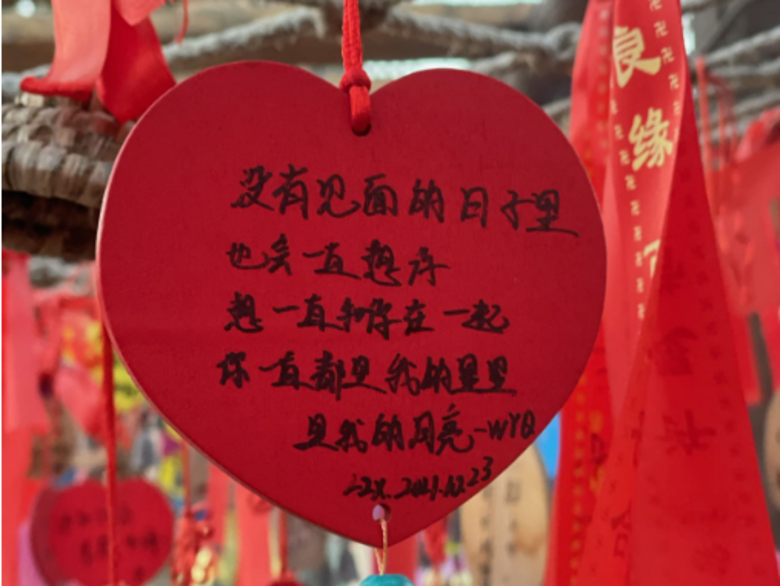 没有见面的日子里
也会一直想你
想一直和你在一起
你一直都是我的星星
是我的月亮-WYQ
2021.12.23
良缘